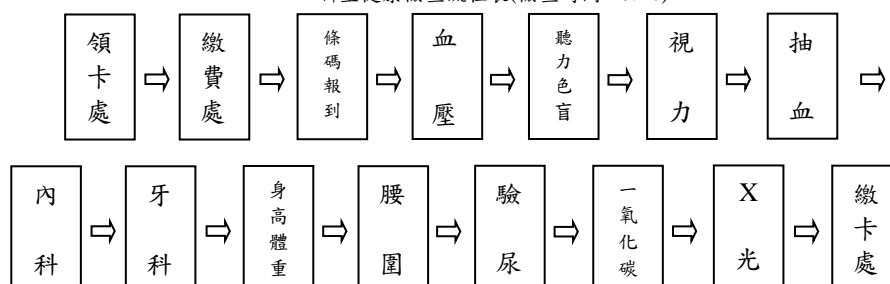 領卡處
繳費處
條碼報到
血壓
聽力色盲
視力
抽血
內科
牙科
身高體重
腰圍
驗尿
一氧化碳
X光
繳卡處